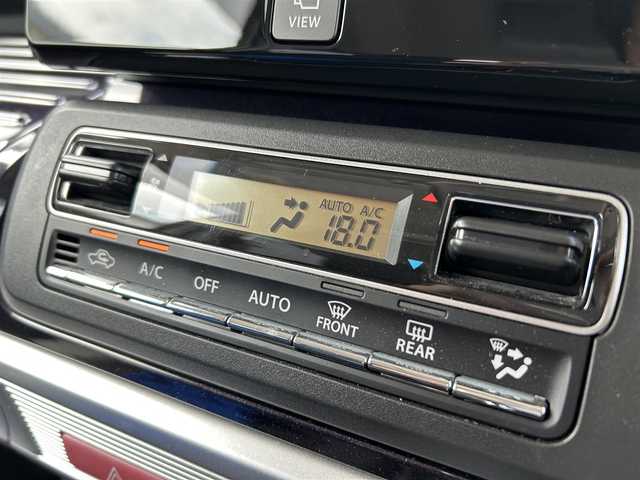 VIEW
AUTO A/C
18.0
A/C
OFF
AUTO
FRONT
REAR